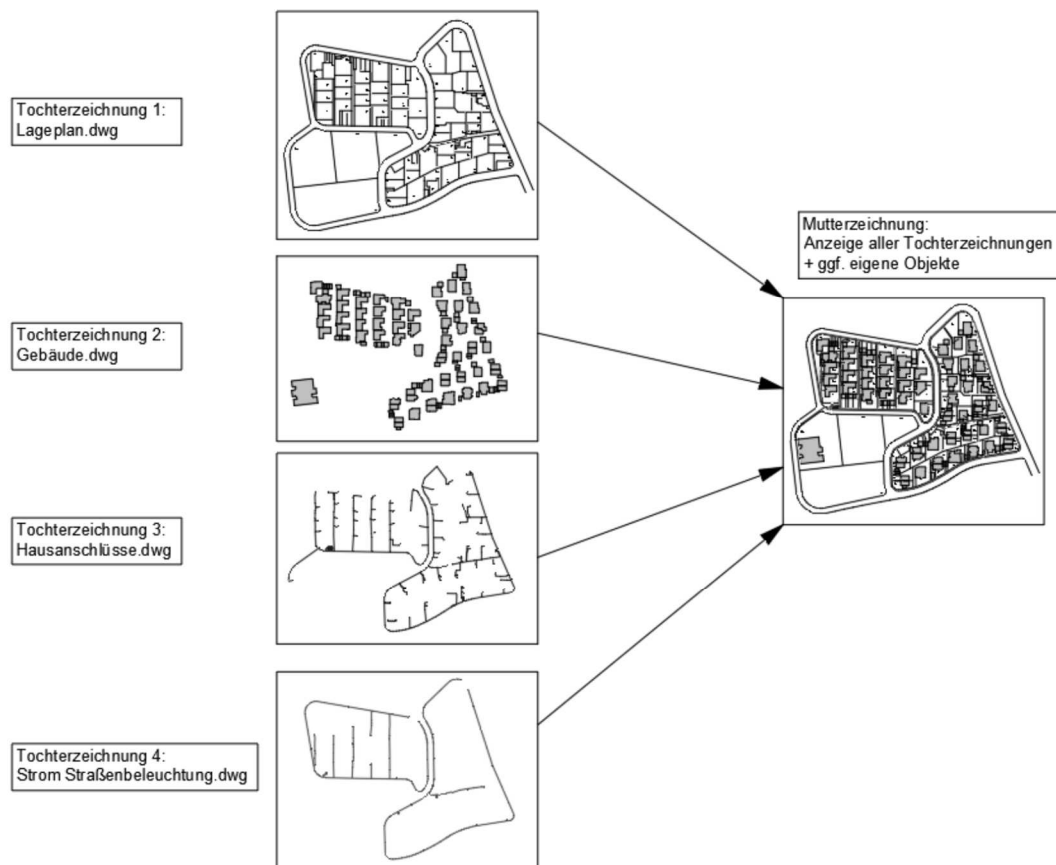 Tochterzeichnung 1:
Lageplan.dwg
Mutterzeichnung:
Anzeige aller Tochterzeichnungen
+ ggf. eigene Objekte
Tochterzeichnung 2:
Gebäude.dwg
Tochterzeichnung 3:
Hausanschlüsse.dwg
Tochterzeichnung 4:
Strom Straßenbeleuchtung.dwg